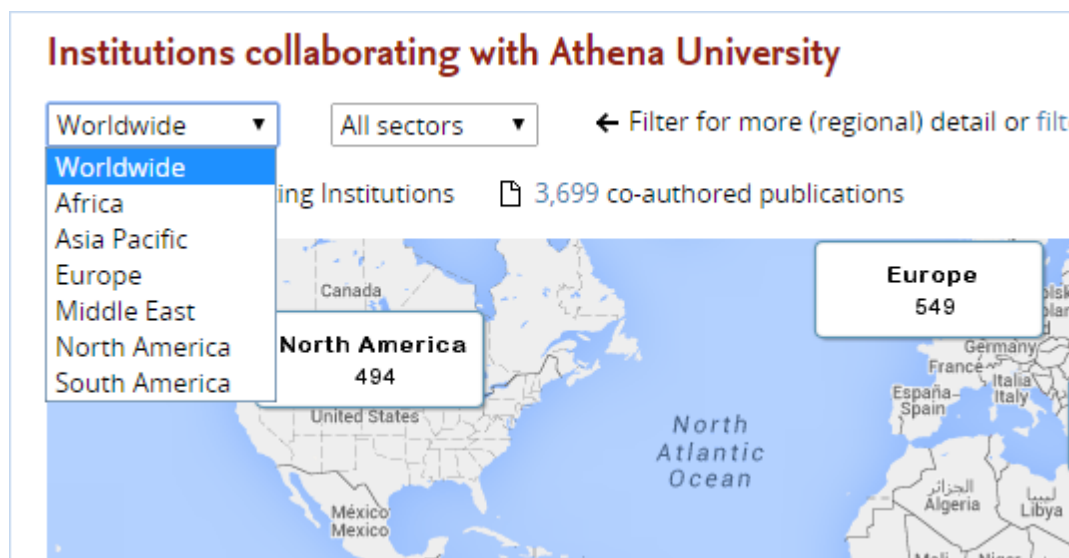 Institutions collaborating with Athena University
Worldwide
All sectors
← Filter for more (regional) detail or
Worldwide
Africa
Asia Pacific
Europe
Middle East
North America
South America
Institutions
3,699 co-authored publications
Canada
North America
494
United States
México
Mexico
North
Atlantic
Ocean
Europe
549
Germany
France
Italia
Italy
España
Spain
الجزائر
Algeria
ليبيا
Libya